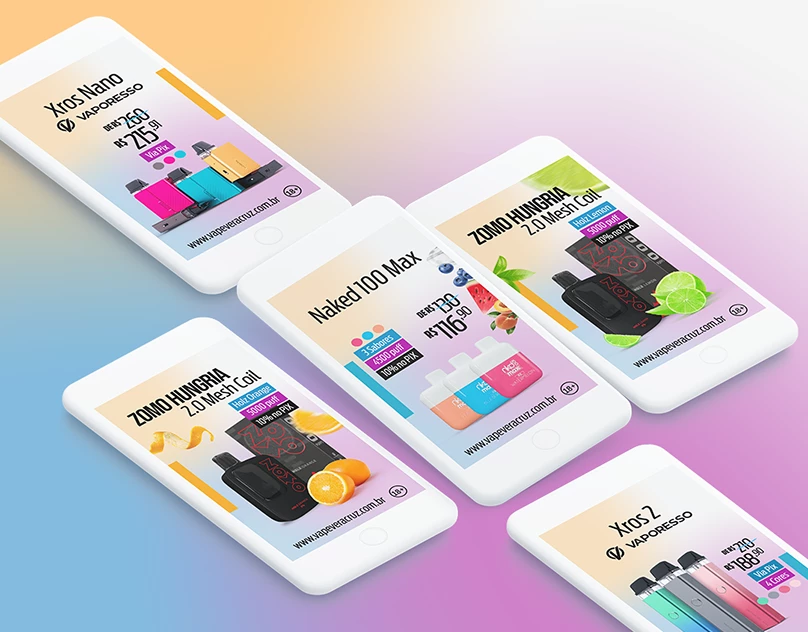 Xros Nano
VAPORESSO
DE R$ 260
R$ 215,91
Via Pix
18+
www.vapeveracruz.com.br
ZOMO HUNGRIA
2.0 Mesh Coil
Holz Lemon
5000 puff
10% no PIX
ZOMO
18+
www.vapeveracruz.com.br
Naked 100 Max
DE R$ 130
R$ 116,90
3 Sabores
4500 puff
10% no PIX
18+
www.vapeveracruz.com.br
ZOMO HUNGRIA
2.0 Mesh Coil
Holz Orange
5000 puff
10% no PIX
ZOMO
18+
www.vapeveracruz.com.br
Xros 2
VAPORESSO
DE R$ 210
R$ 188,90
Via Pix
4 Cores